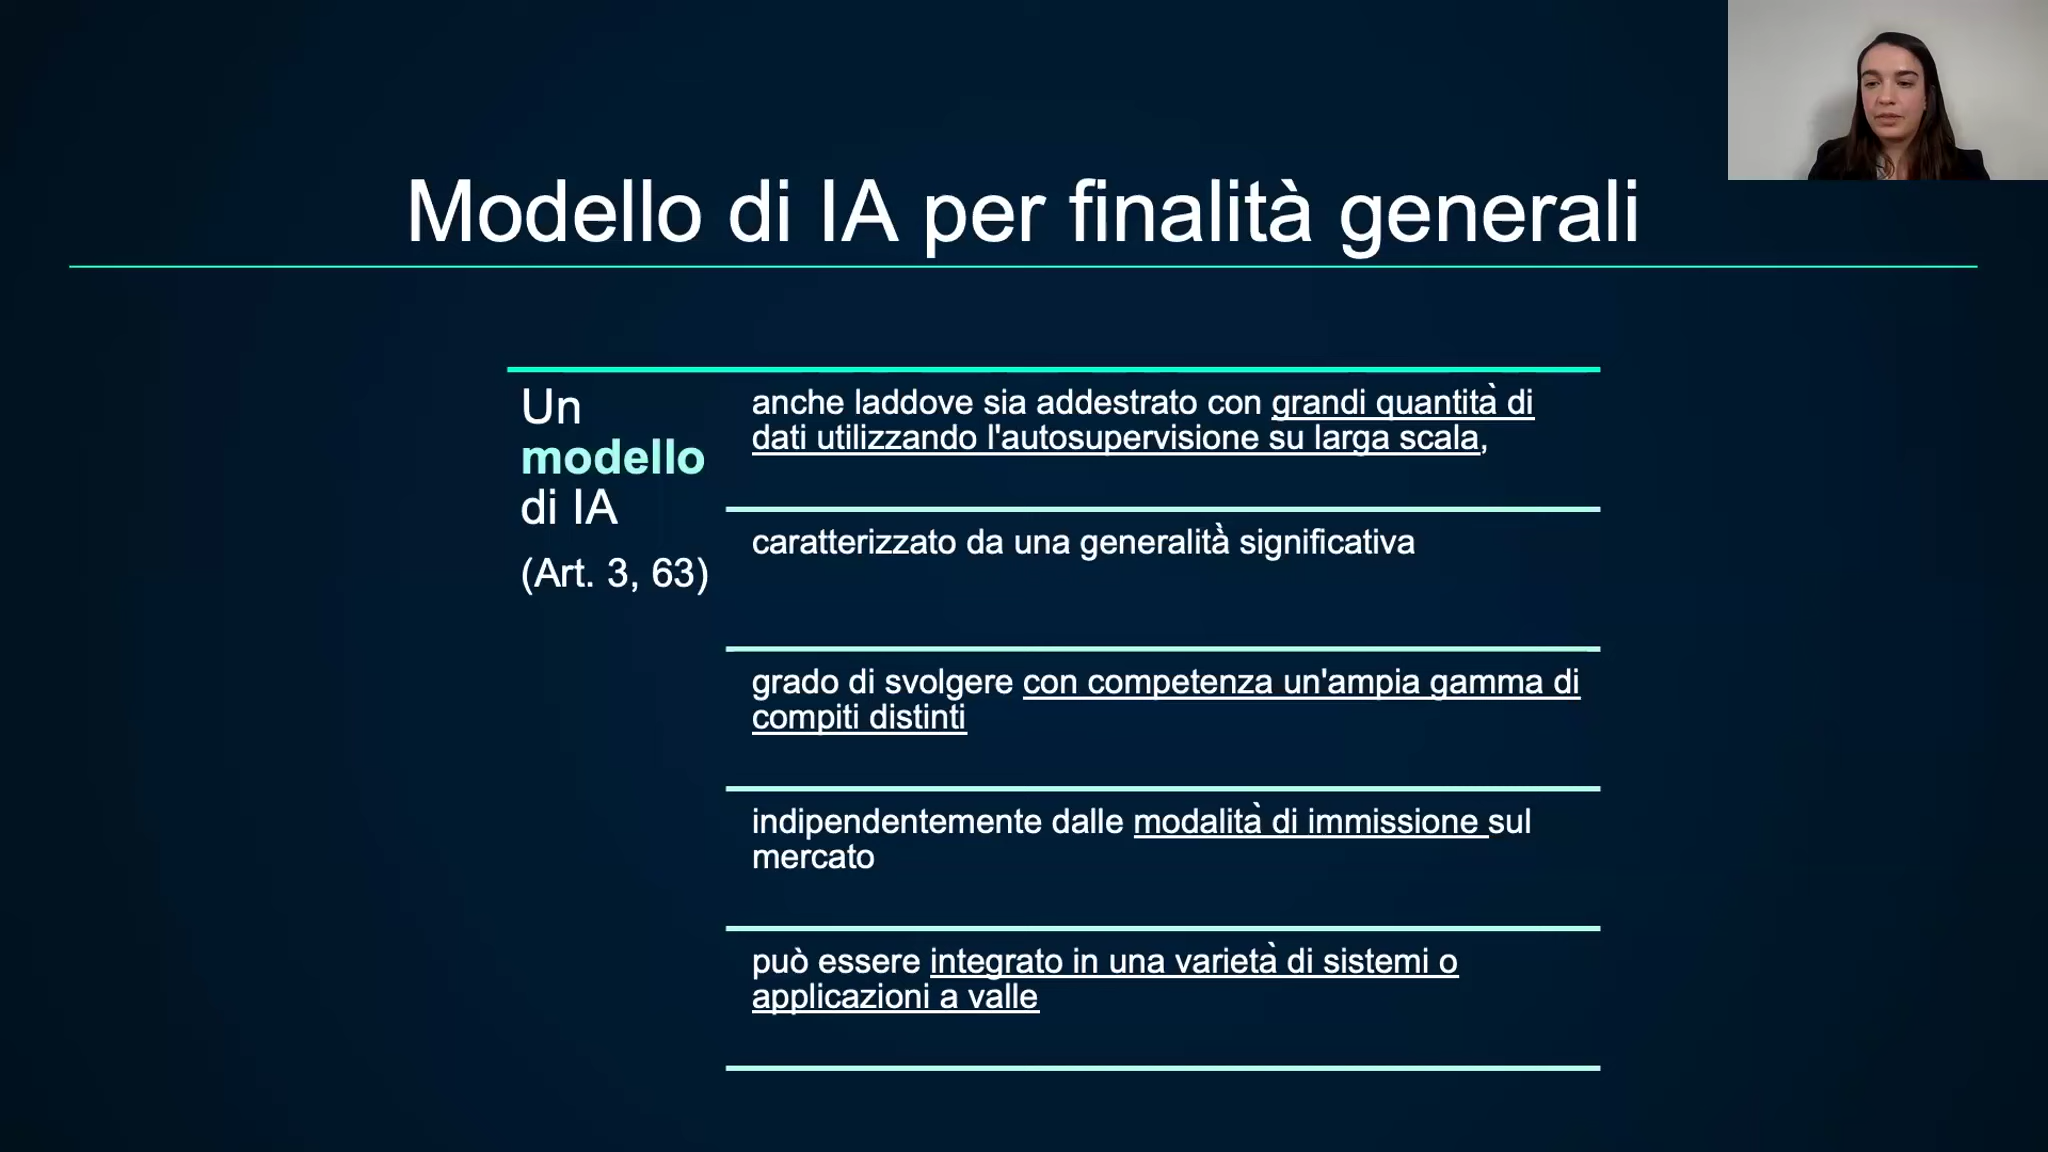 Modello di IA per finalità generali
Un
modello
di IA
(Art. 3, 63)
anche laddove sia addestrato con grandi quantità di
dati utilizzando l'autosupervisione su larga scala,
caratterizzato da una generalità significativa
grado di svolgere con competenza un'ampia gamma di
compiti distinti
indipendentemente dalle modalità di immissione sul
mercato
può essere integrato in una varietà di sistemi o
applicazioni a valle